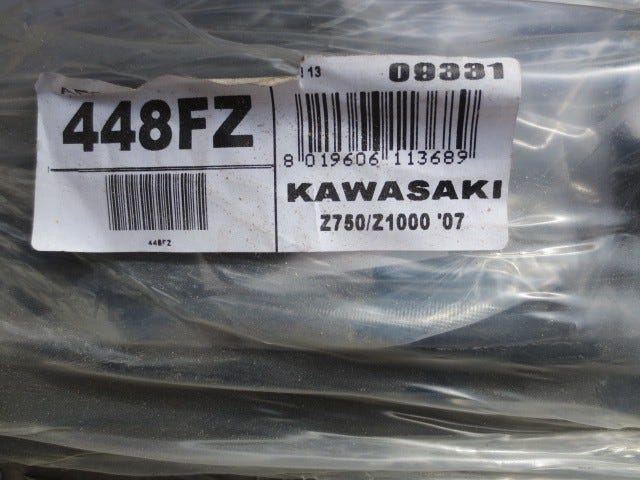 448FZ
448FZ
113 09331
8 019606 113689
KAWASAKI
Z750/Z1000 '07